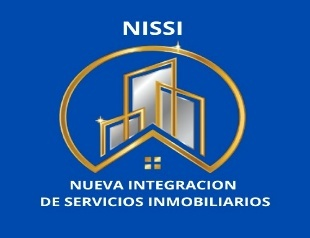 NISSI
NUEVA INTEGRACION
DE SERVICIOS INMOBILIARIOS